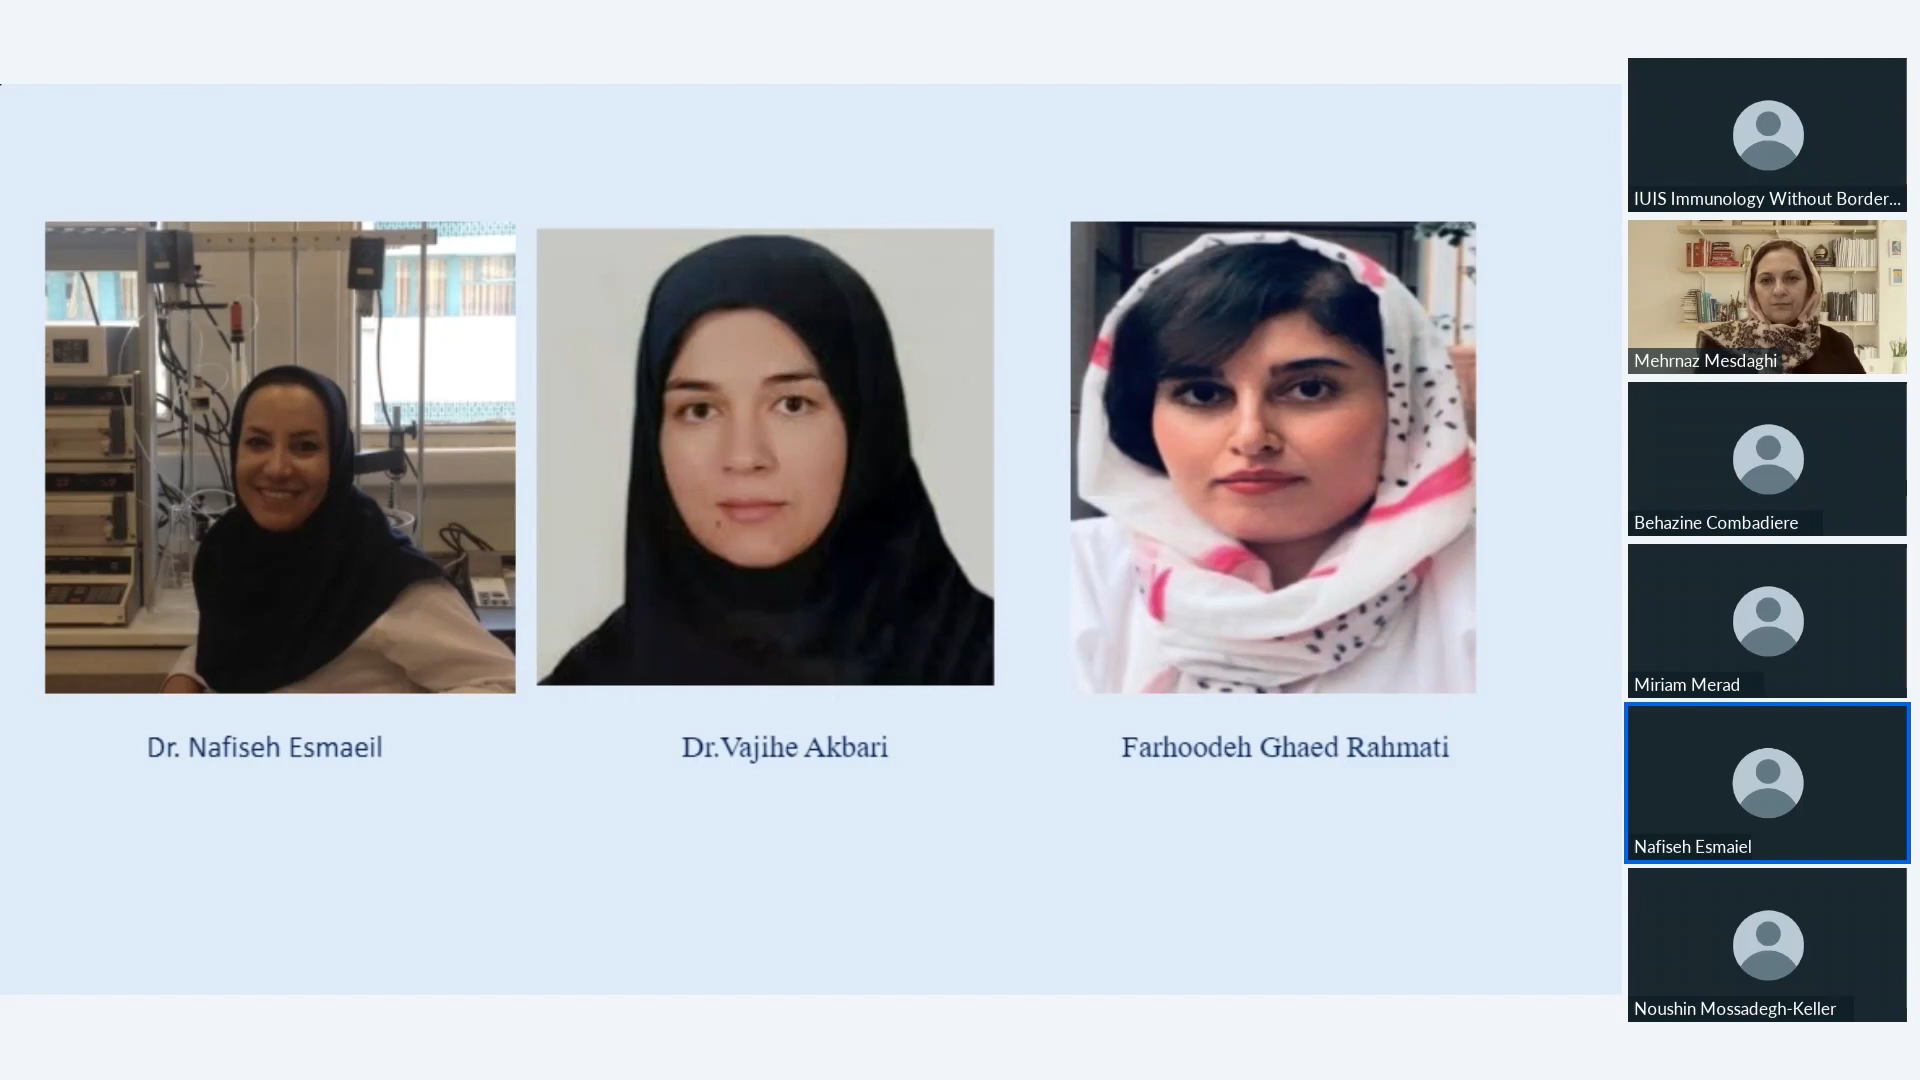 Dr. Nafiseh Esmaeil
Dr.Vajihe Akbari
Farhoodeh Ghaed Rahmati
IUIS Immunology Without Border...
Mehrnaz Mesdaghi
Behazine Combadiere
Miriam Merad
Nafiseh Esmaiel
Noushin Mossadegh-Keller